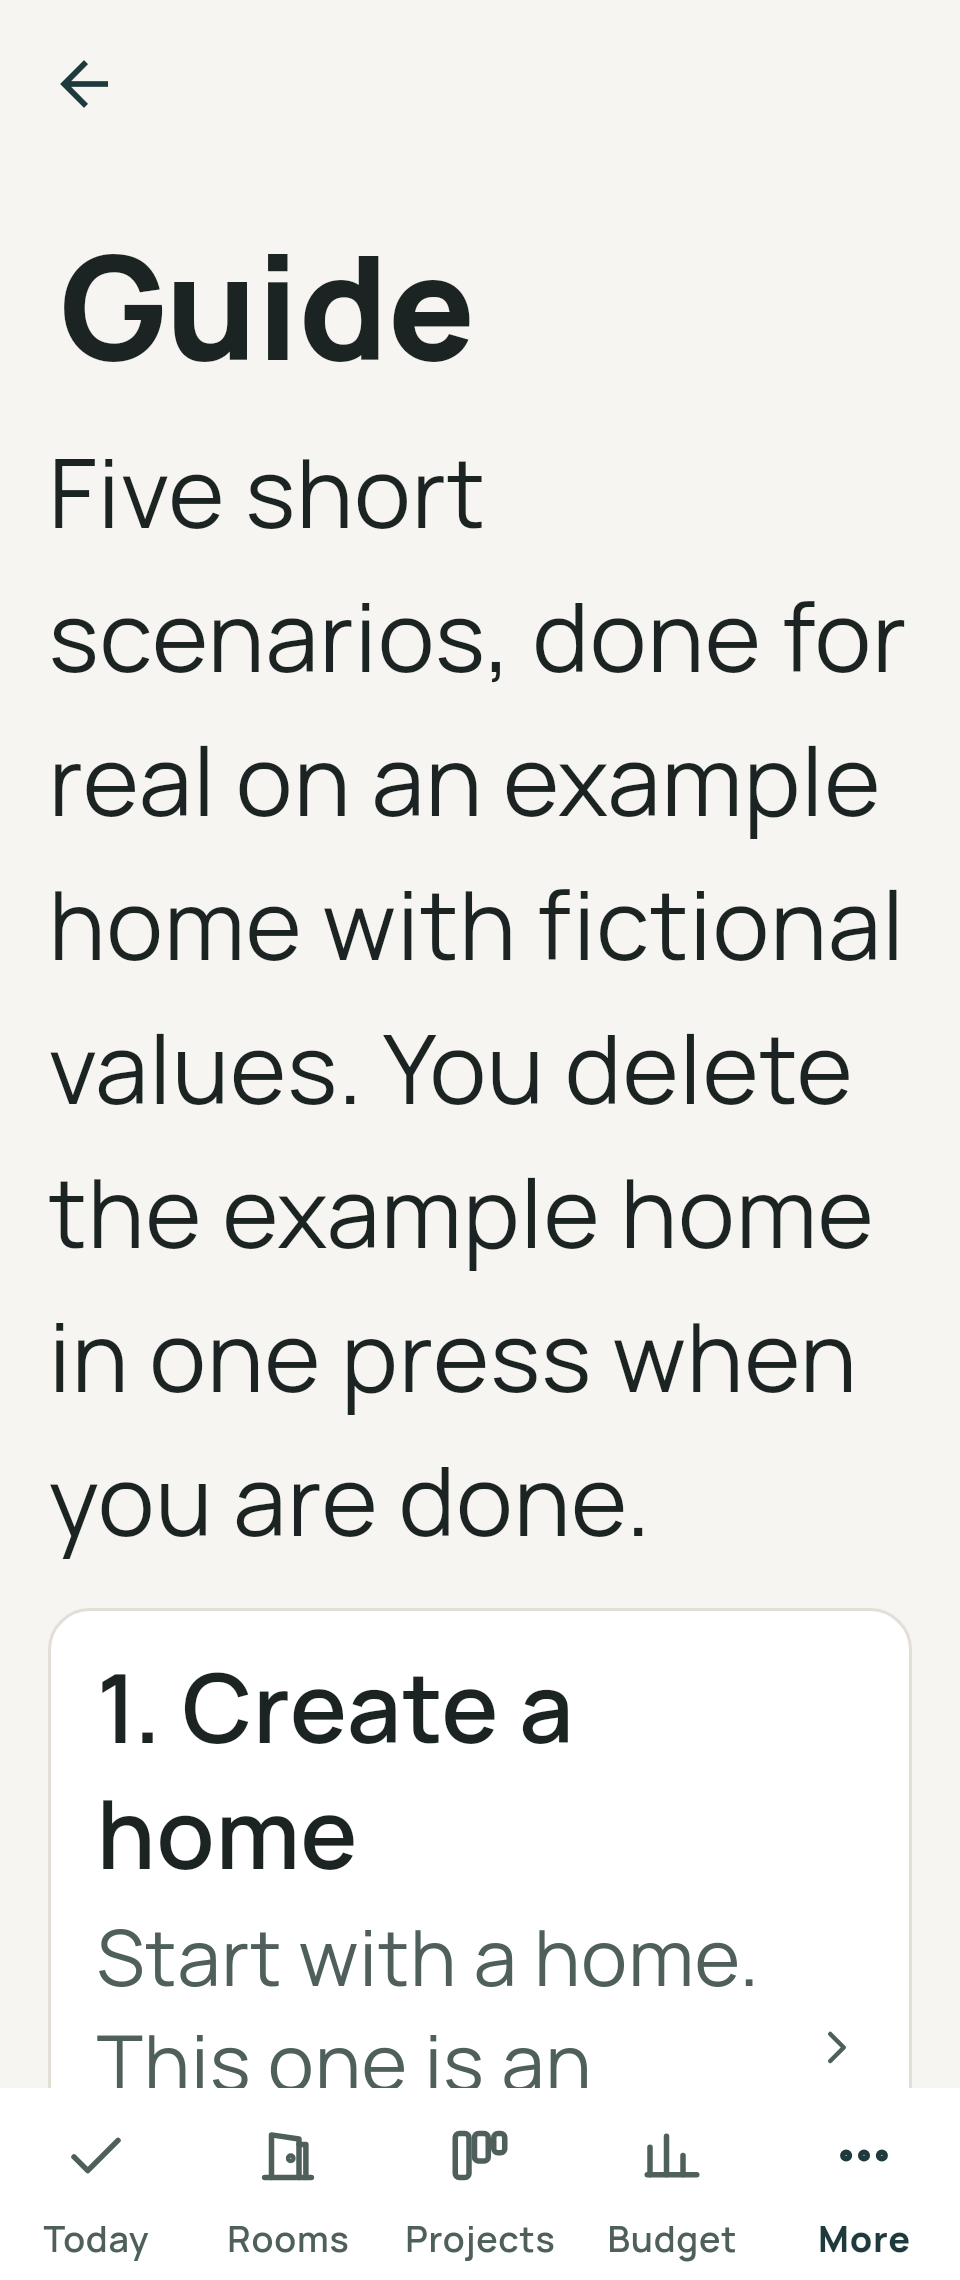 Guide
Five short
scenarios, done for
real on an example
home with fictional
values. You delete
the example home
in one press when
you are done.
1. Create a
home
Start with a home.
This one is an
Today
Rooms
Projects
Budget
More